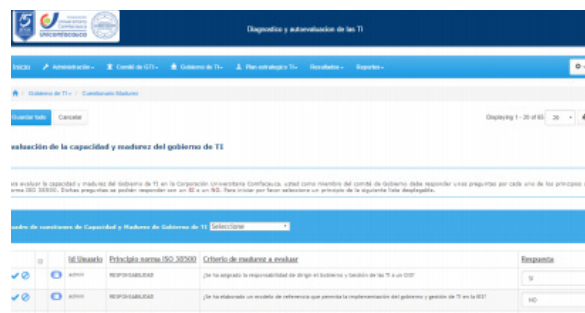 Unicomfacauca
Diagnostico y autoevaluacion de las TI
Inicio Administración Comité de GTI Gobierno de TI Plan estrategico TI Resultados Reportes
Gobierno de TI / Cuestionario Madurez
Guardar todo Cancelar Displaying 1 - 20 of 65 20
valuación de la capacidad y madurez del gobierno de TI
ara evaluar la capacidad y madurez del Gobierno de TI en la Corporación Universitaria Comfacauca, usted como miembro del comité de Gobierno debe responder unas preguntas por cada uno de los principios
orma ISO 38500. Dichas preguntas se podrán responder con un SI o un NO. Para iniciar por favor seleccione un principio de la siguiente lista desplegable.
uadro de cuestiones de Capacidad y Madurez de Gobierno de TI Seleccione
Id Usuario Principio norma ISO 38500 Criterio de madurez a evaluar Respuesta
admin RESPONSABILIDAD ¿Se ha asignado la responsabilidad de dirigir el Gobierno y Gestión de las TI a un CIO? SI
admin RESPONSABILIDAD ¿Se ha elaborado un modelo de referencia que permita la implementación del gobierno y gestión de TI en la IES? NO